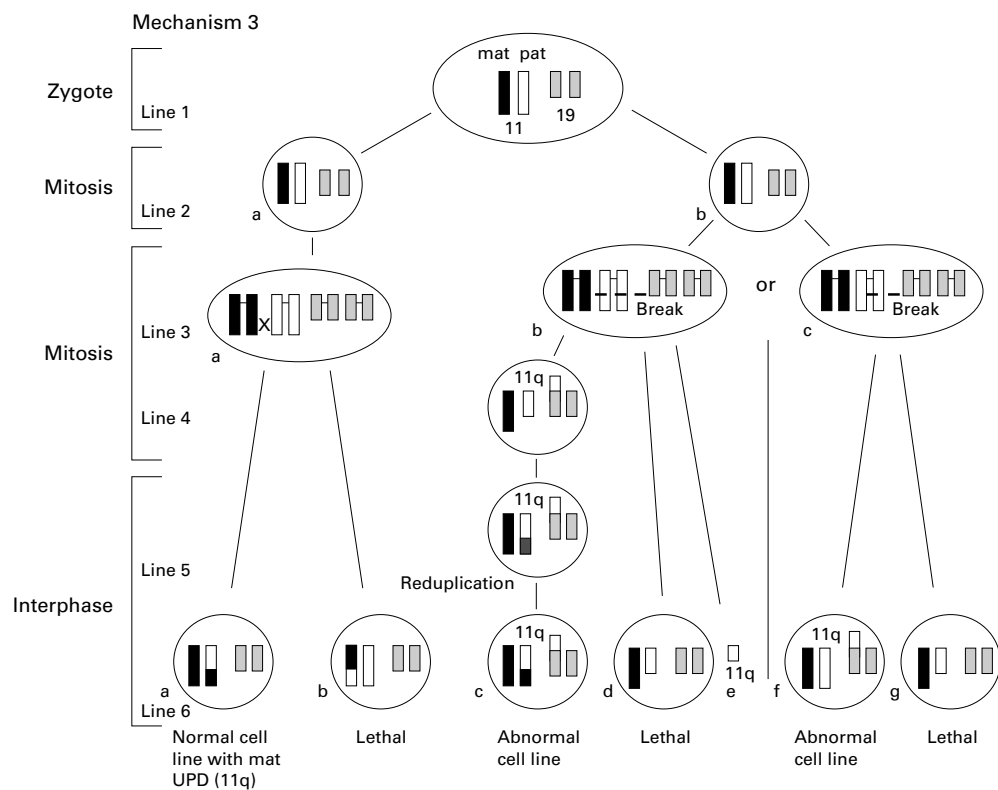 Mechanism 3
mat pat
Zygote
Line 1
11
19
Mitosis
Line 2
a
b
Mitosis
Line 3
X
a
b
Break
or
c
Break
11q
Line 4
11q
Line 5
Reduplication
Interphase
11q
11q
a
b
c
d
e
11q
f
g
Line 6
Normal cell
line with mat
UPD (11q)
Lethal
Abnormal
cell line
Lethal
Abnormal
cell line
Lethal